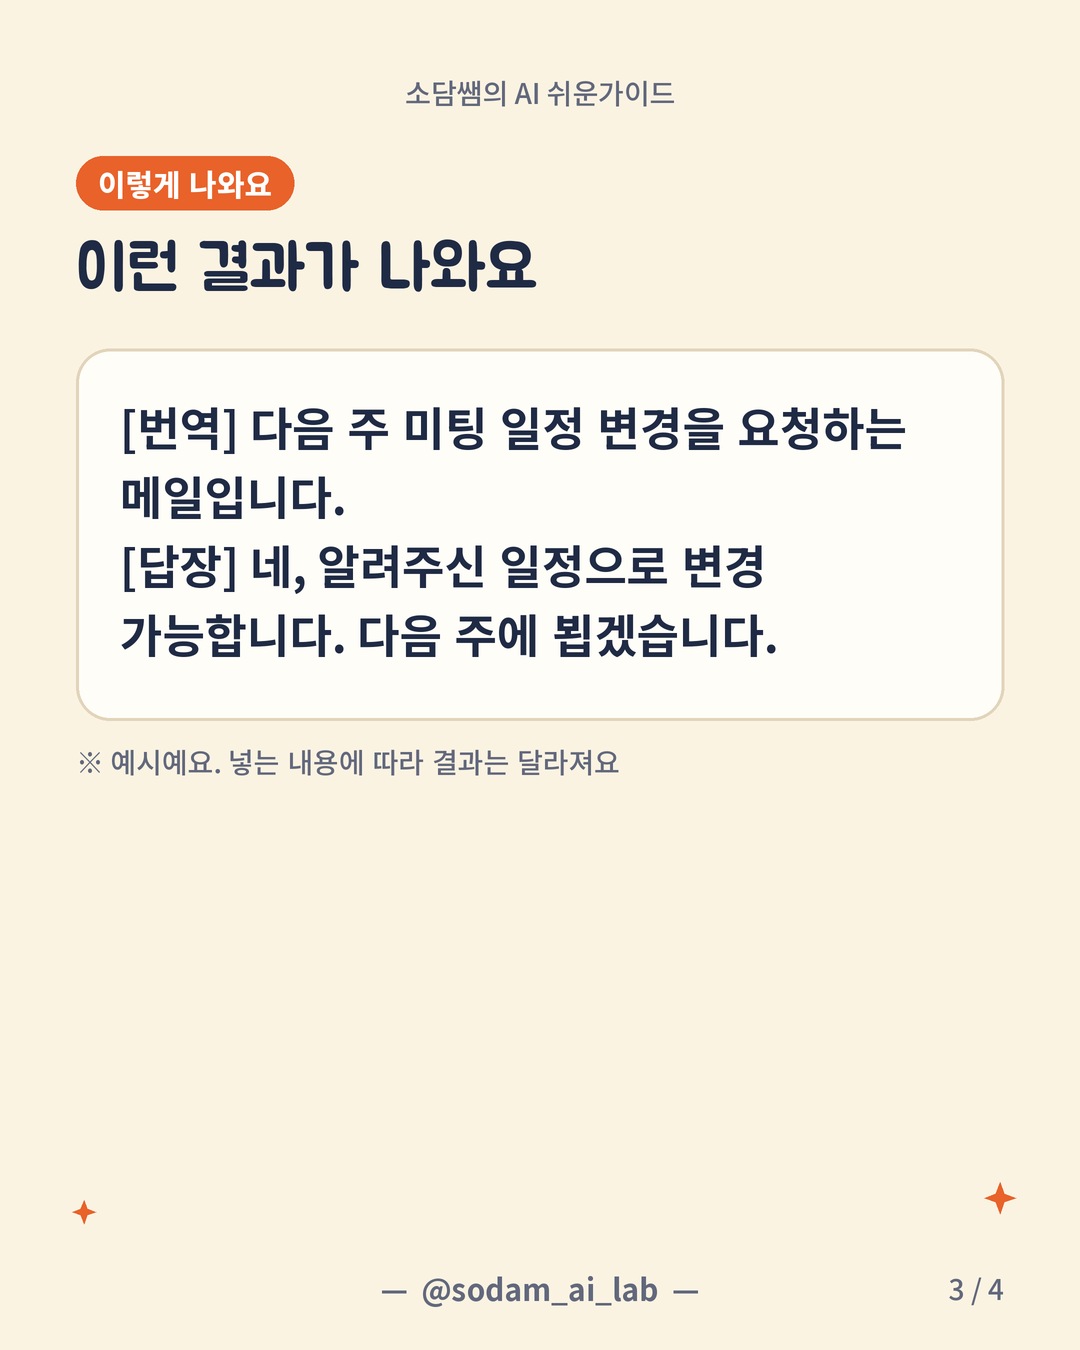 소담쌤의 AI 쉬운가이드
이렇게 나와요
이런 결과가 나와요
[번역] 다음 주 미팅 일정 변경을 요청하는
메일입니다.
[답장] 네, 알려주신 일정으로 변경
가능합니다. 다음 주에 뵙겠습니다.
※ 예시예요. 넣는 내용에 따라 결과는 달라져요
— @sodam_ai_lab —
3 / 4